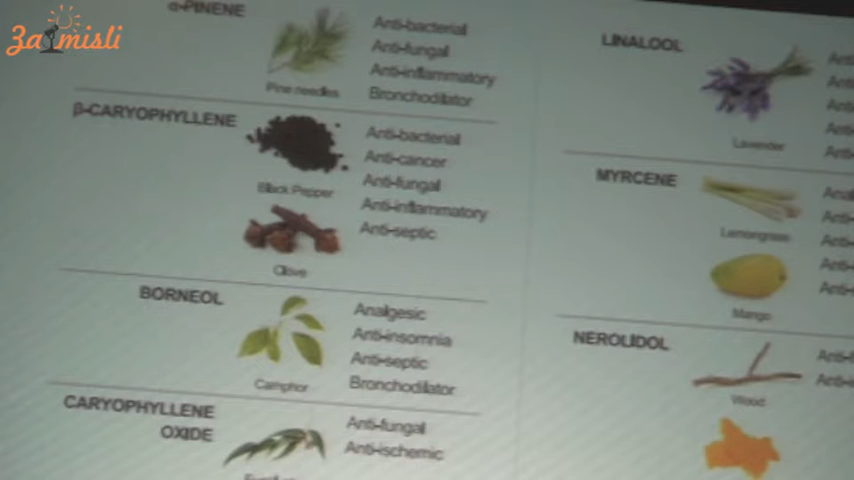 Zamisli
α-PINENE
Pine needles
Anti-bacterial
Anti-fungal
Anti-inflammatory
Bronchodilator
β-CARYOPHYLLENE
Black Pepper
Clove
Anti-bacterial
Anti-cancer
Anti-fungal
Anti-inflammatory
Anti-septic
BORNEOL
Camphor
Analgesic
Anti-insomnia
Anti-septic
Bronchodilator
CARYOPHYLLENE
OXIDE
Anti-fungal
Anti-ischemic
LINALOOL
Lavender
MYRCENE
Lemongrass
Mango
NEROLIDOL
Wood